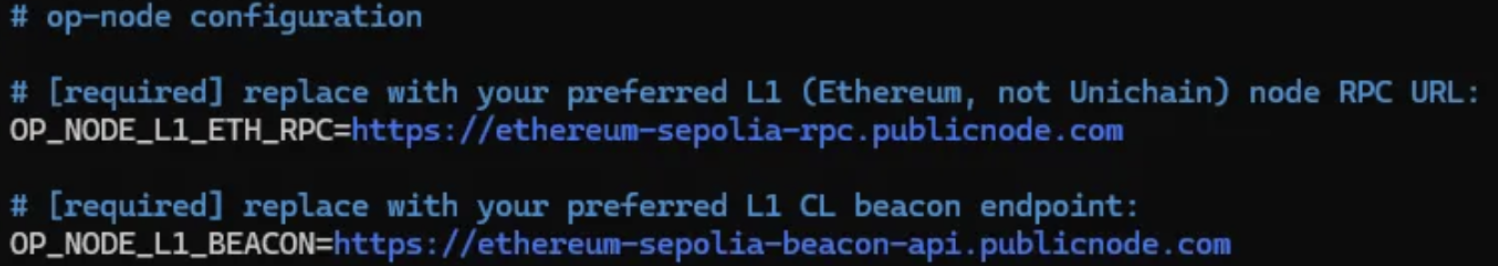 # op-node configuration
# [required] replace with your preferred L1 (Ethereum, not Unichain) node RPC URL:
OP_NODE_L1_ETH_RPC=https://ethereum-sepolia-rpc.publicnode.com
# [required] replace with your preferred L1 CL beacon endpoint:
OP_NODE_L1_BEACON=https://ethereum-sepolia-beacon-api.publicnode.com